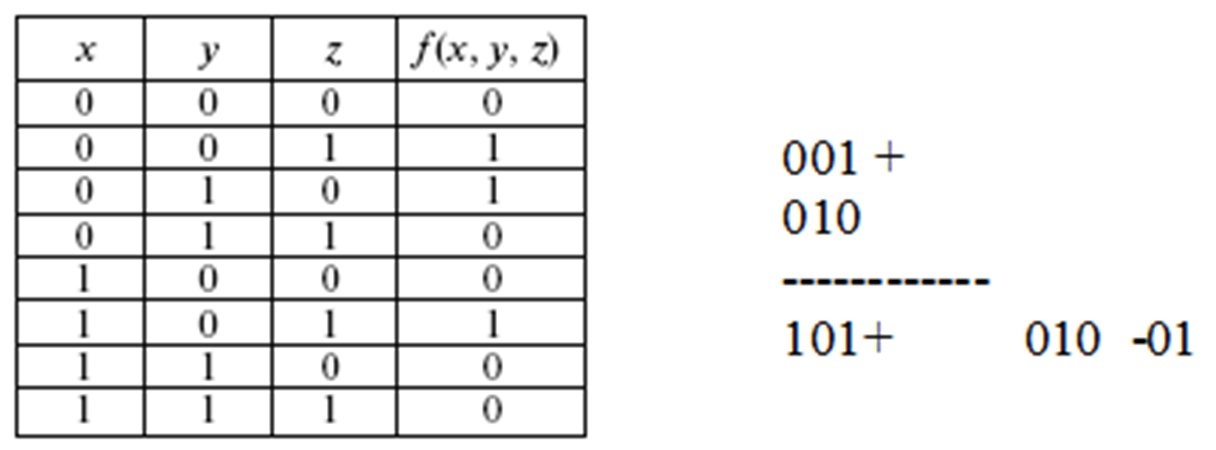 x y z f(x, y, z)
0 0 0 0
0 0 1 1
0 1 0 1
0 1 1 0
1 0 0 0
1 0 1 1
1 1 0 0
1 1 1 0
001 +
010
------------
101+ 010 -01